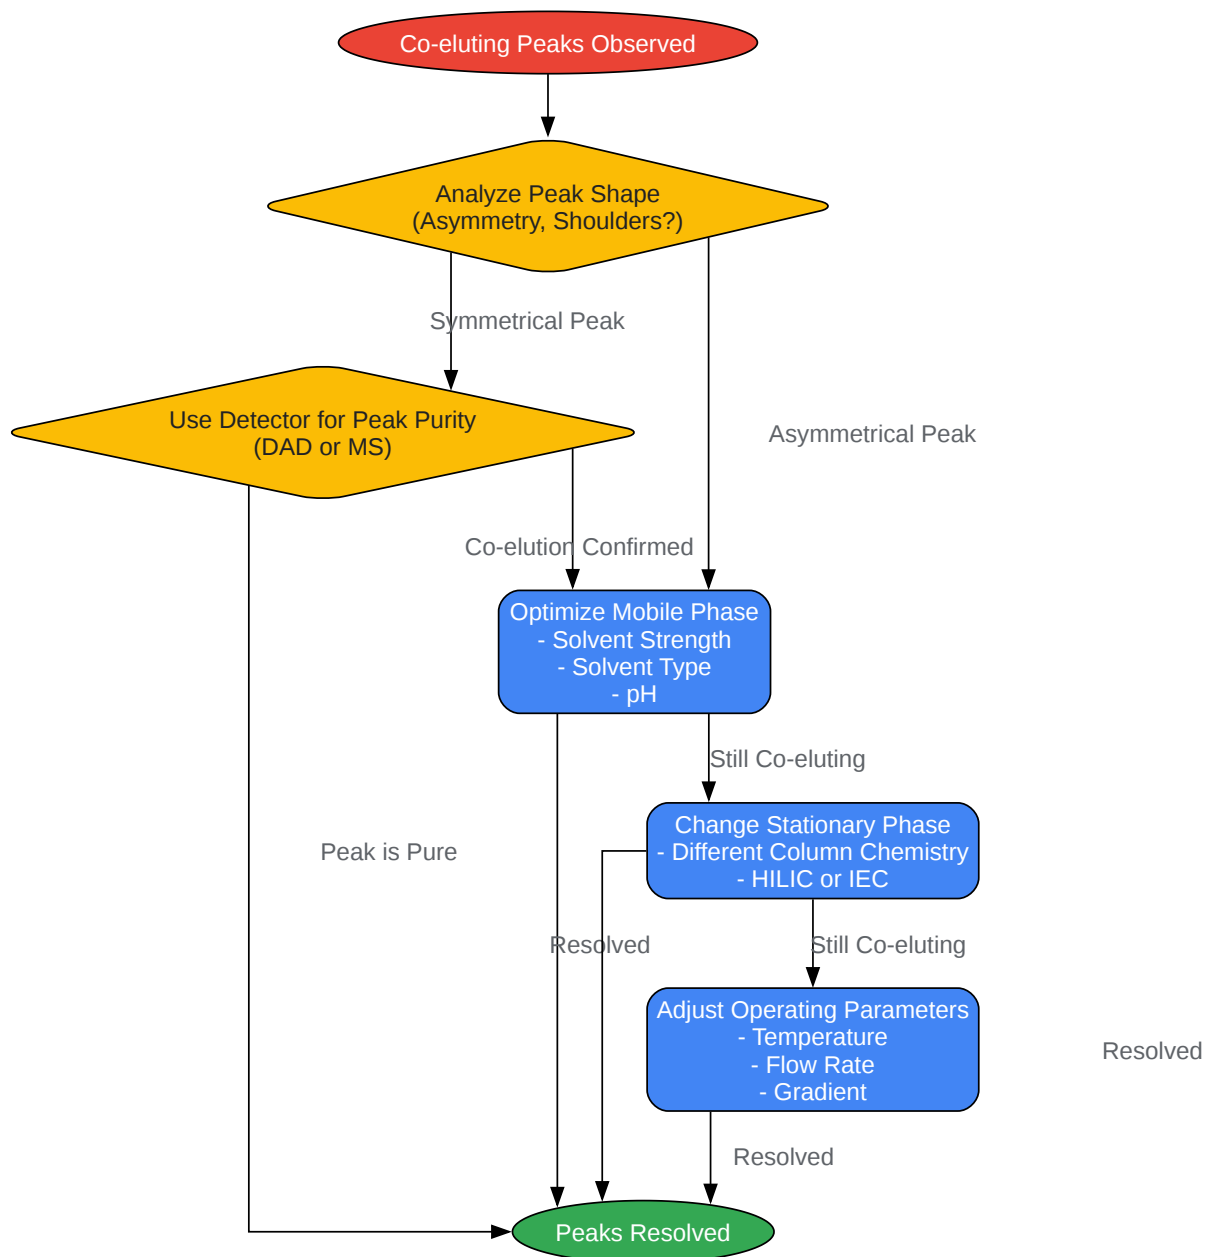 Co-eluting Peaks Observed
Analyze Peak Shape
(Asymmetry, Shoulders?)
Symmetrical Peak
Use Detector for Peak Purity
(DAD or MS)
Asymmetrical Peak
Co-elution Confirmed
Optimize Mobile Phase
- Solvent Strength
- Solvent Type
- pH
Still Co-eluting
Change Stationary Phase
- Different Column Chemistry
- HILIC or IEC
Peak is Pure
Resolved
Still Co-eluting
Adjust Operating Parameters
- Temperature
- Flow Rate
- Gradient
Resolved
Resolved
Peaks Resolved